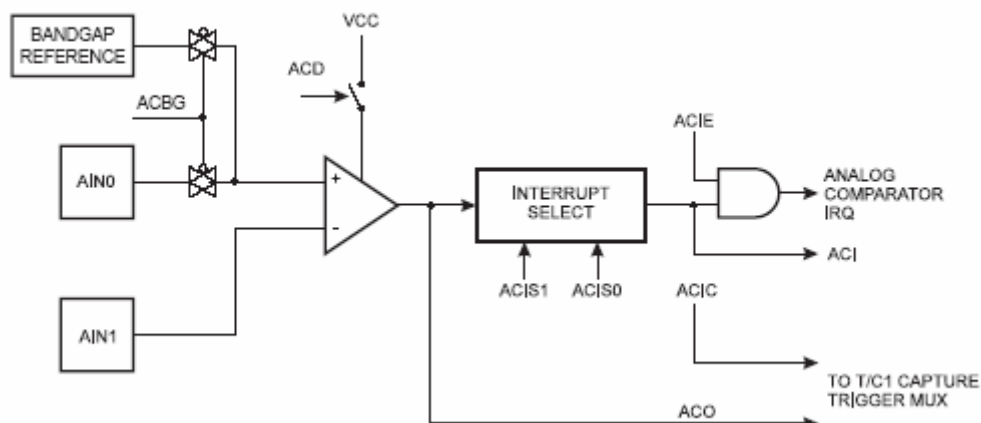 BANDGAP
REFERENCE
VCC
ACD
ACBG
ACIE
AIN0
+
-
INTERRUPT
SELECT
ANALOG
COMPARATOR
IRQ
ACI
ACIS1
ACIS0
ACIC
AIN1
TO T/C1 CAPTURE
TRIGGER MUX
ACO